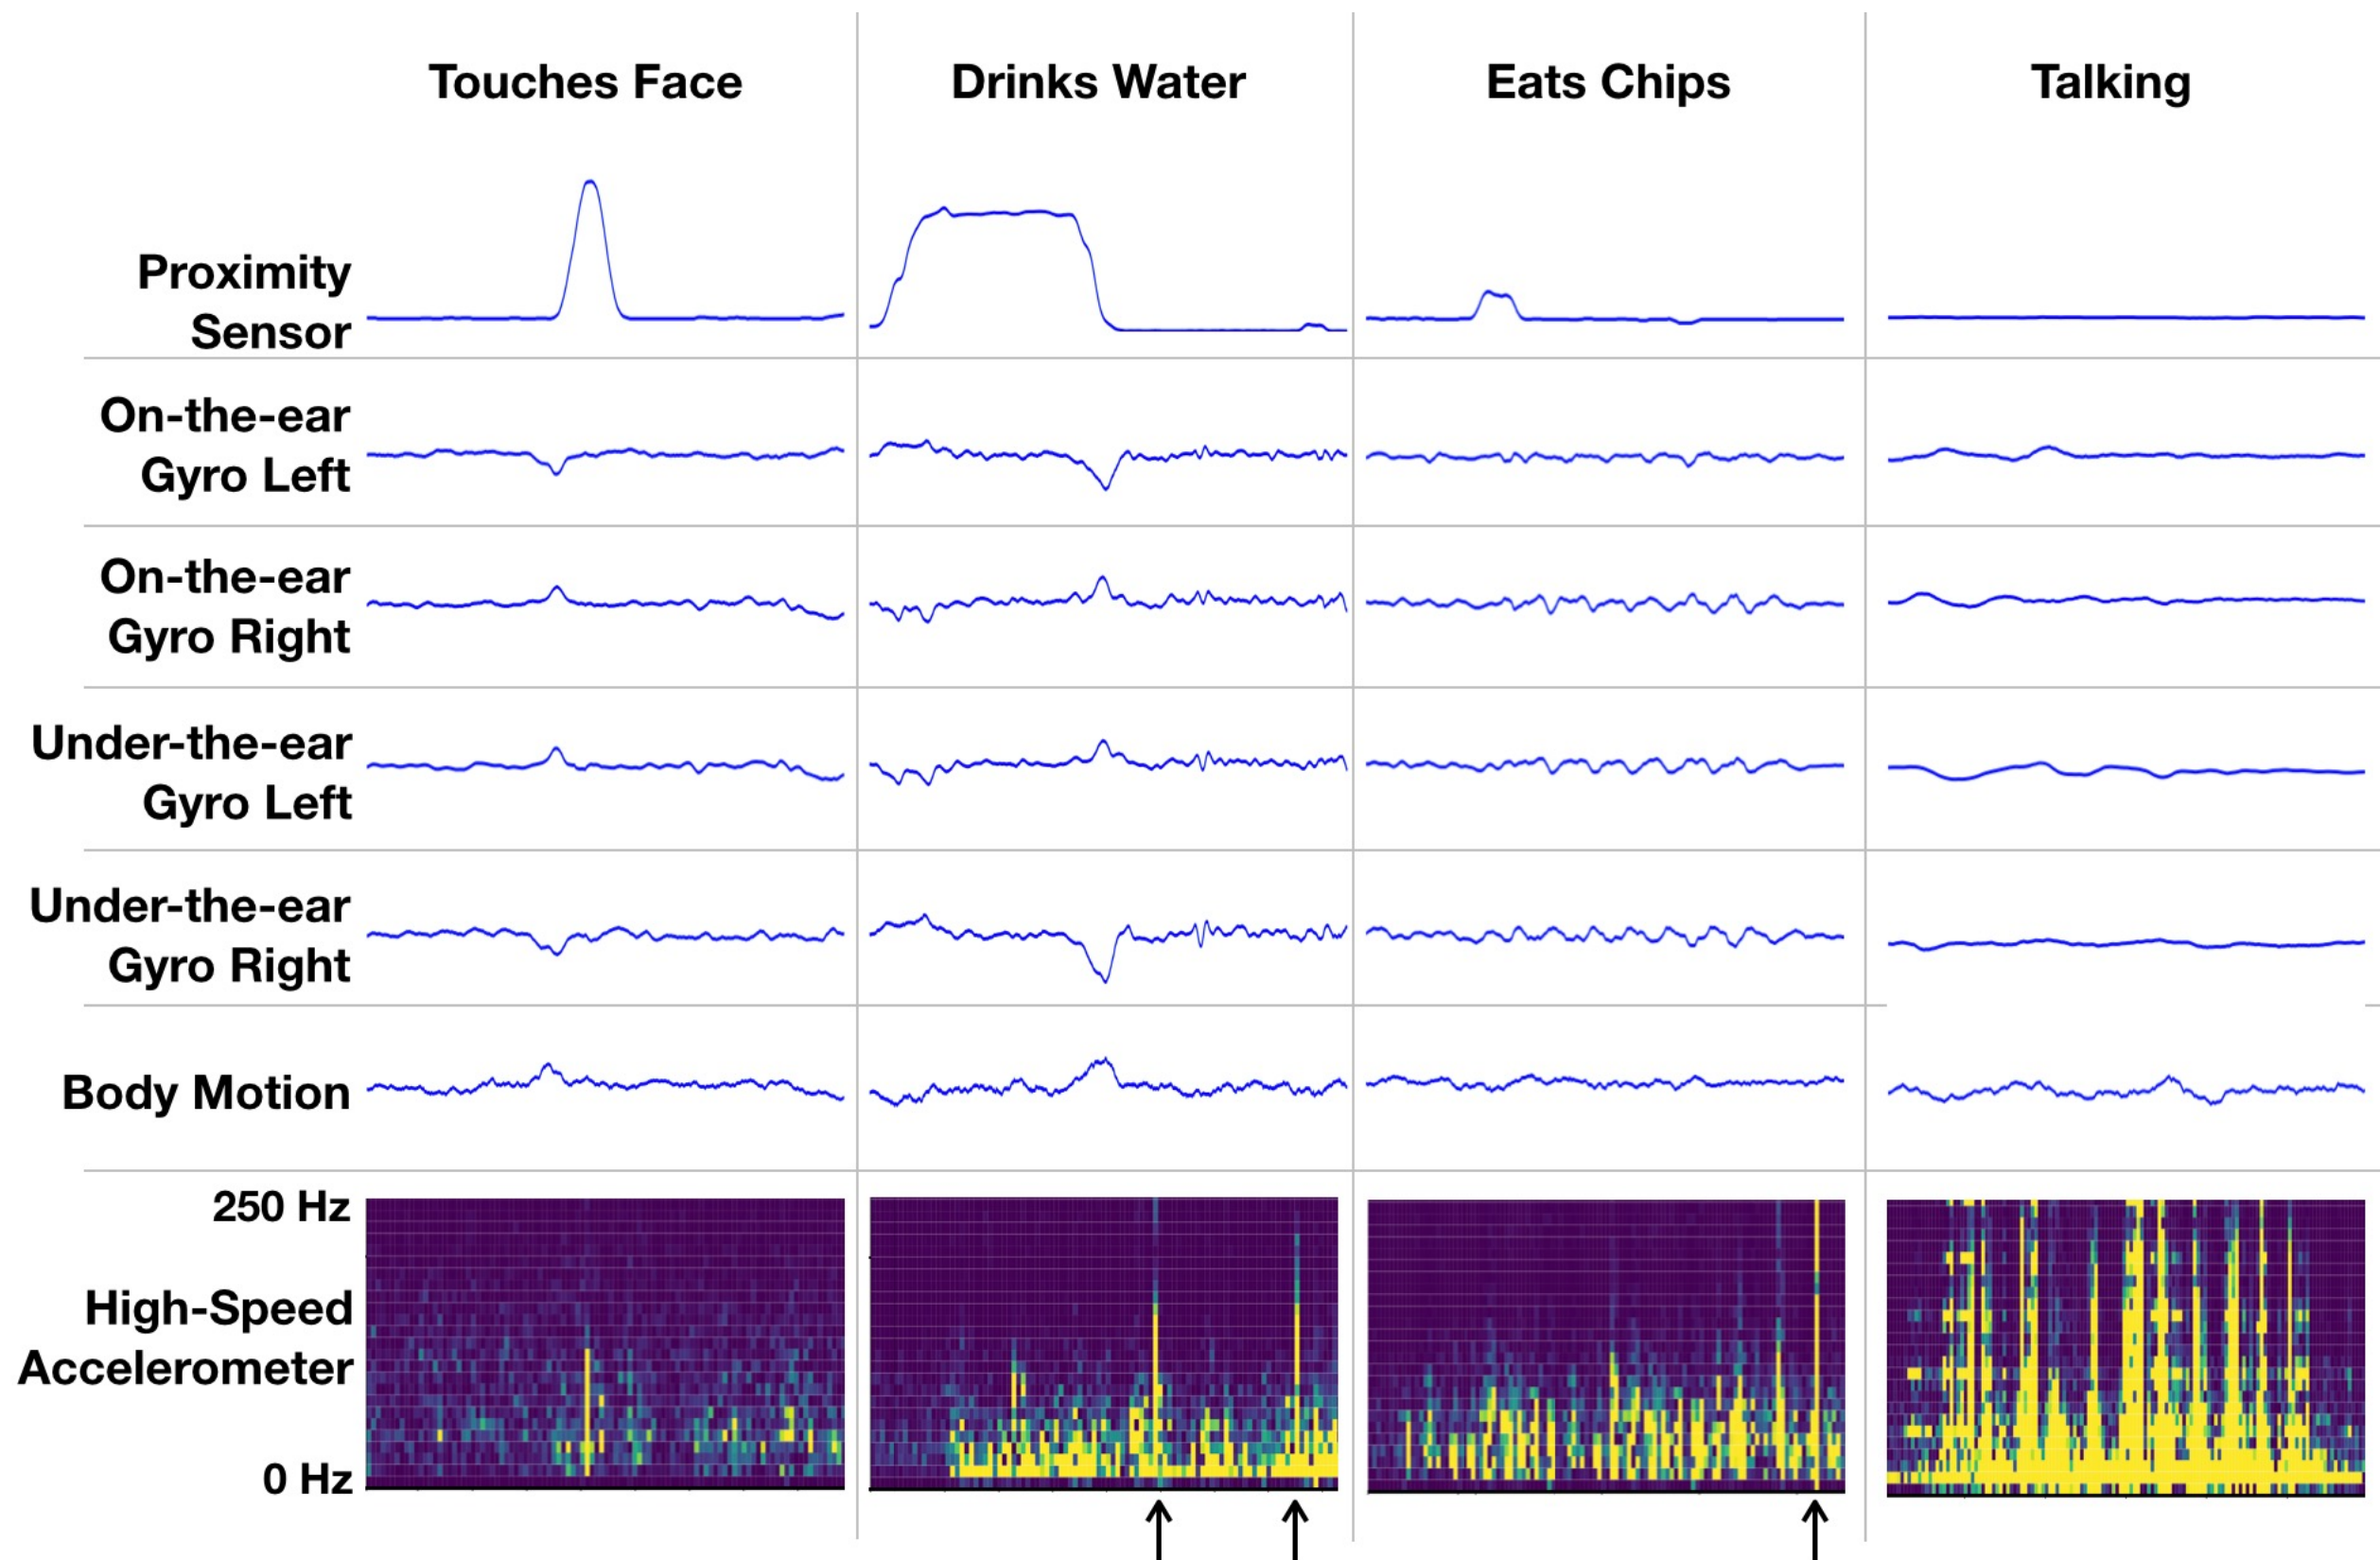 Touches Face
Drinks Water
Eats Chips
Talking
Proximity
Sensor
On-the-ear
Gyro Left
On-the-ear
Gyro Right
Under-the-ear
Gyro Left
Under-the-ear
Gyro Right
Body Motion
250 Hz
High-Speed
Accelerometer
0 Hz